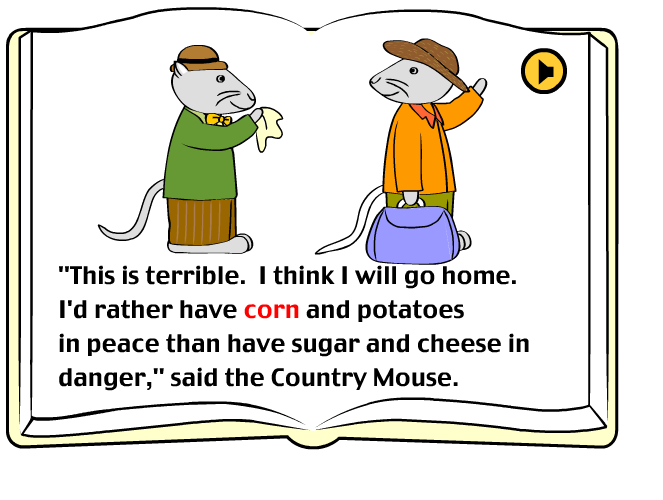 "This is terrible.  I think I will go home.
I'd rather have corn and potatoes
in peace than have sugar and cheese in
danger," said the Country Mouse.